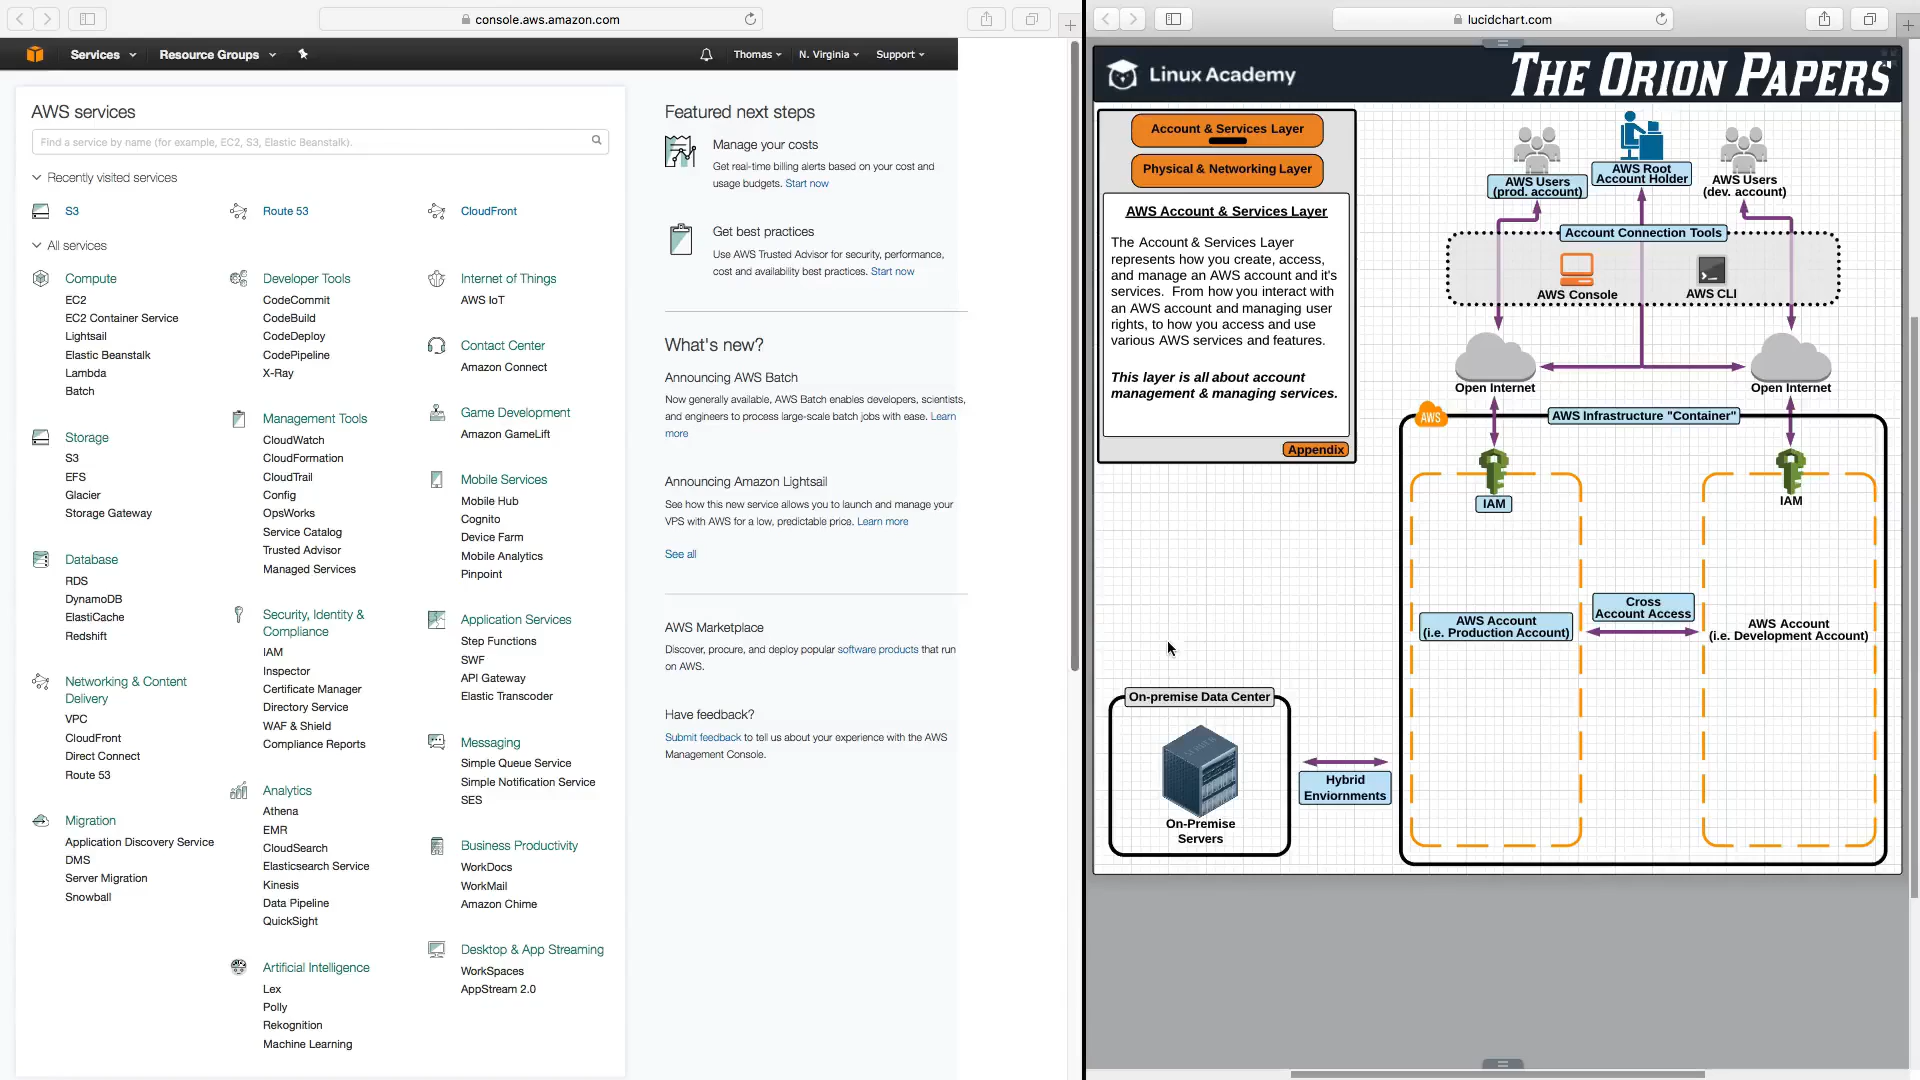 console.aws.amazon.com
Services
Resource Groups
Thomas
N. Virginia
Support
AWS services
Find a service by name (for example, EC2, S3, Elastic Beanstalk).
Recently visited services
S3
Route 53
CloudFront
All services
Compute
EC2
EC2 Container Service
Lightsail
Elastic Beanstalk
Lambda
Batch
Storage
S3
EFS
Glacier
Storage Gateway
Database
RDS
DynamoDB
ElastiCache
Redshift
Networking & Content
Delivery
VPC
CloudFront
Direct Connect
Route 53
Migration
Application Discovery Service
DMS
Server Migration
Snowball
Developer Tools
CodeCommit
CodeBuild
CodeDeploy
CodePipeline
X-Ray
Management Tools
CloudWatch
CloudFormation
CloudTrail
Config
OpsWorks
Service Catalog
Trusted Advisor
Managed Services
Security, Identity &
Compliance
IAM
Inspector
Certificate Manager
Directory Service
WAF & Shield
Compliance Reports
Analytics
Athena
EMR
CloudSearch
Elasticsearch Service
Kinesis
Data Pipeline
QuickSight
Artificial Intelligence
Lex
Polly
Rekognition
Machine Learning
Internet of Things
AWS IoT
Contact Center
Amazon Connect
Game Development
Amazon GameLift
Mobile Services
Mobile Hub
Cognito
Device Farm
Mobile Analytics
Pinpoint
Application Services
Step Functions
SWF
API Gateway
Elastic Transcoder
Messaging
Simple Queue Service
Simple Notification Service
SES
Business Productivity
WorkDocs
WorkMail
Amazon Chime
Desktop & App Streaming
WorkSpaces
AppStream 2.0
Featured next steps
Manage your costs
Get real-time billing alerts based on your cost and
usage budgets. Start now
Get best practices
Use AWS Trusted Advisor for security, performance,
cost and availability best practices. Start now
What's new?
Announcing AWS Batch
Now generally available, AWS Batch enables developers, scientists,
and engineers to process large-scale batch jobs with ease. Learn
more
Announcing Amazon Lightsail
See how this new service allows you to launch and manage your
VPS with AWS for a low, predictable price. Learn more
See all
AWS Marketplace
Discover, procure, and deploy popular software products that run
on AWS.
Have feedback?
Submit feedback to tell us about your experience with the AWS
Management Console.
lucidchart.com
Linux Academy
THE ORION PAPERS
Account & Services Layer
Physical & Networking Layer
AWS Account & Services Layer
The Account & Services Layer
represents how you create, access,
and manage an AWS account and it's
services. From how you interact with
an AWS account and managing user
rights, to how you access and use
various AWS services and features.
This layer is all about account
management & managing services.
Appendix
AWS Users
(prod. account)
AWS Root
Account Holder
AWS Users
(dev. account)
Account Connection Tools
AWS Console
AWS CLI
Open Internet
Open Internet
AWS
AWS Infrastructure "Container"
IAM
IAM
AWS Account
(i.e. Production Account)
Cross
Account Access
AWS Account
(i.e. Development Account)
On-premise Data Center
SERVER
On-Premise
Servers
Hybrid
Enviornments